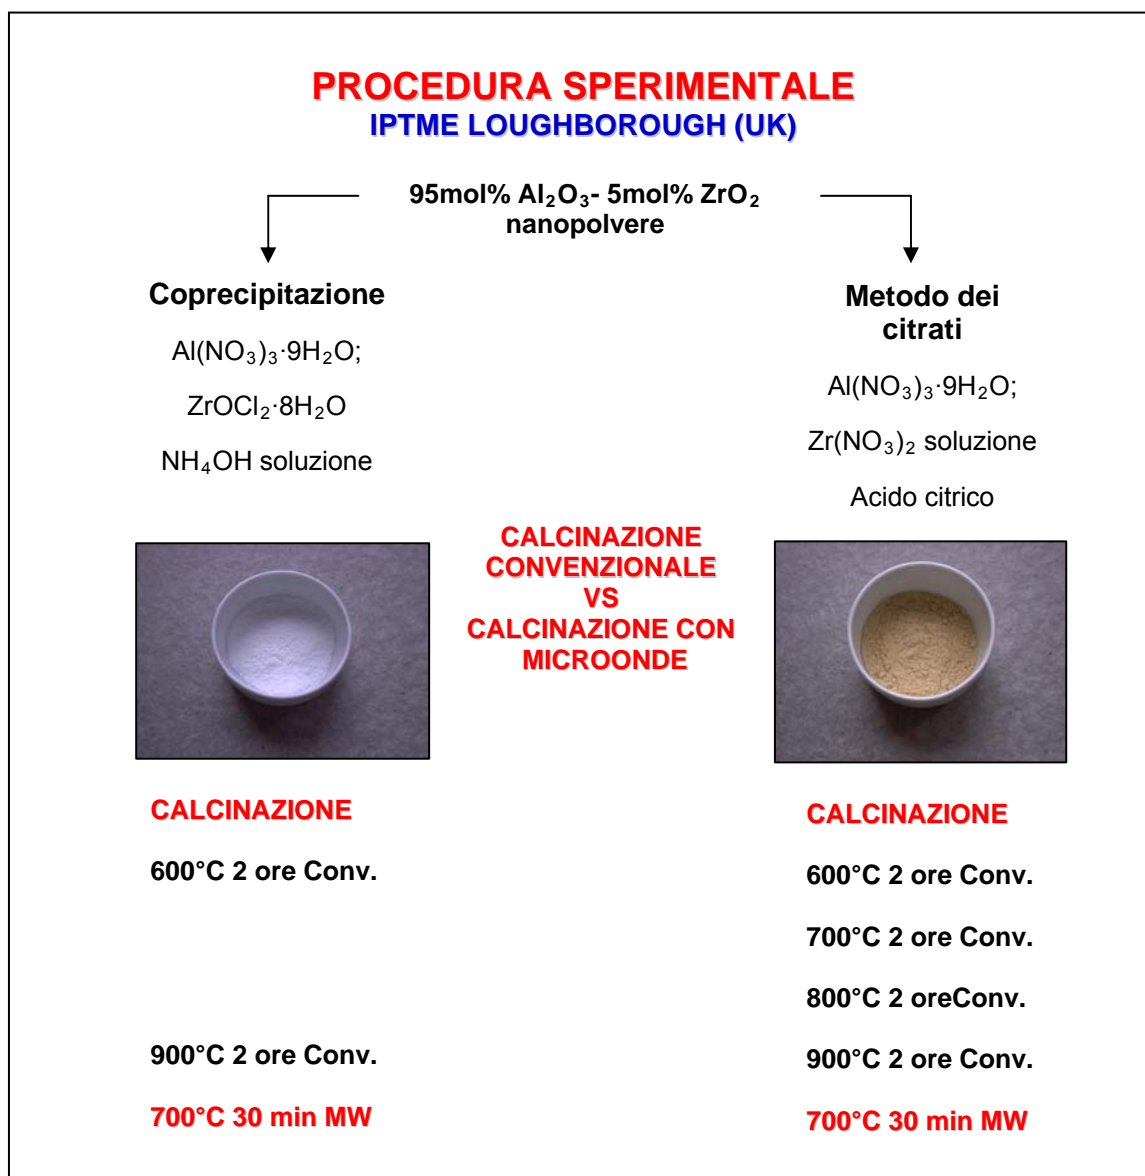 PROCEDURA SPERIMENTALE
IPTME LOUGHBOROUGH (UK)
95mol% Al₂O₃- 5mol% ZrO₂
nanopolvere
Coprecipitazione
Al(NO₃)₃·9H₂O;
ZrOCl₂·8H₂O
NH₄OH soluzione
Metodo dei
citrati
Al(NO₃)₃·9H₂O;
Zr(NO₃)₂ soluzione
Acido citrico
CALCINAZIONE
CONVENZIONALE
VS
CALCINAZIONE CON
MICROONDE
CALCINAZIONE
600°C 2 ore Conv.
900°C 2 ore Conv.
700°C 30 min MW
CALCINAZIONE
600°C 2 ore Conv.
700°C 2 ore Conv.
800°C 2 oreConv.
900°C 2 ore Conv.
700°C 30 min MW